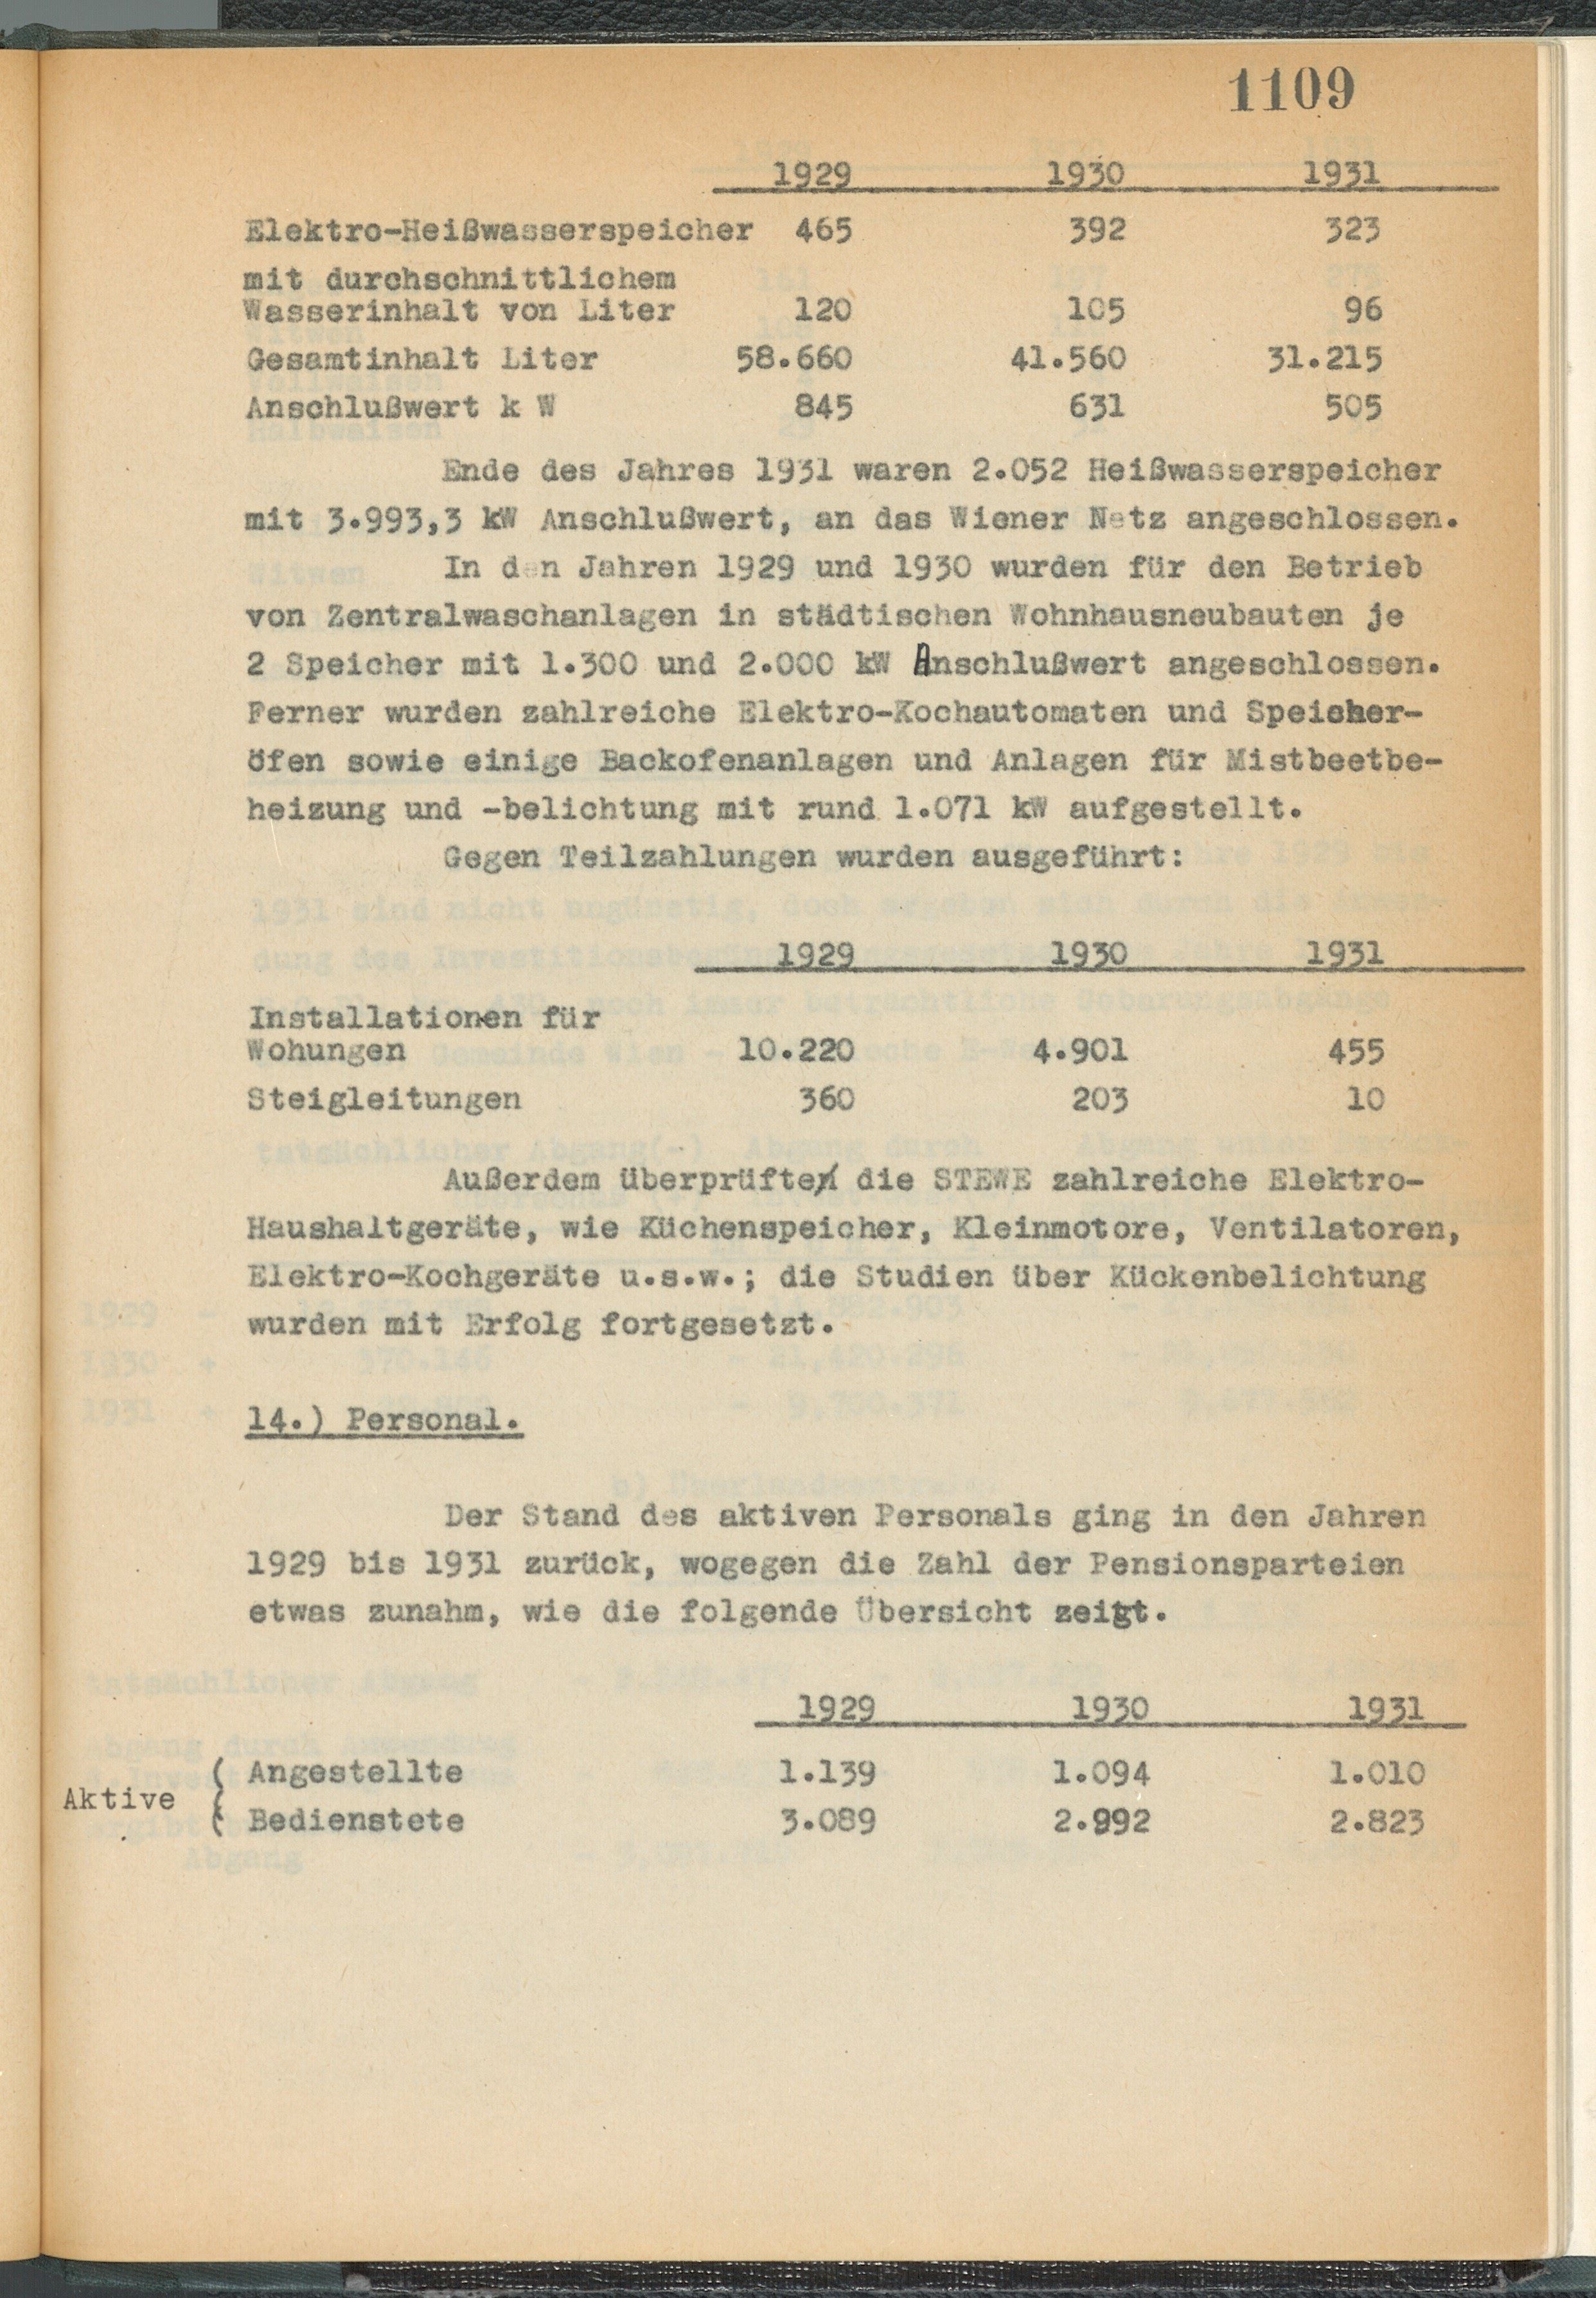 1109
1929 1930 1931
Elektro-Heißwasserspeicher 465 392 323
mit durchschnittlichem
Wasserinhalt von Liter 120 105 96
Gesamtinhalt Liter 58.660 41.560 31.215
Anschlußwert k W 845 631 505
Ende des Jahres 1931 waren 2.052 Heißwasserspeicher
mit 3.993,3 kW Anschlußwert, an das Wiener Netz angeschlossen.
In den Jahren 1929 und 1930 wurden für den Betrieb
von Zentralwaschanlagen in städtischen Wohnhausneubauten je
2 Speicher mit 1.300 und 2.000 kW Anschlußwert angeschlossen.
Ferner wurden zahlreiche Elektro-Kochautomaten und Speicher-
öfen sowie einige Backofenanlagen und Anlagen für Mistbeetbe-
heizung und -belichtung mit rund 1.071 kW aufgestellt.
Gegen Teilzahlungen wurden ausgeführt:
1929 1930 1931
Installationen für
Wohungen 10.220 4.901 455
Steigleitungen 360 203 10
Außerdem überprüfte die STEWE zahlreiche Elektro-
Haushaltgeräte, wie Küchenspeicher, Kleinmotore, Ventilatoren,
Elektro-Kochgeräte u.s.w.; die Studien über Kückenbelichtung
wurden mit Erfolg fortgesetzt.
14.) Personal.
Der Stand des aktiven Personals ging in den Jahren
1929 bis 1931 zurück, wogegen die Zahl der Pensionsparteien
etwas zunahm, wie die folgende Übersicht zeigt.
1929 1930 1931
( Angestellte 1.139 1.094 1.010
Aktive (
( Bedienstete 3.089 2.992 2.823